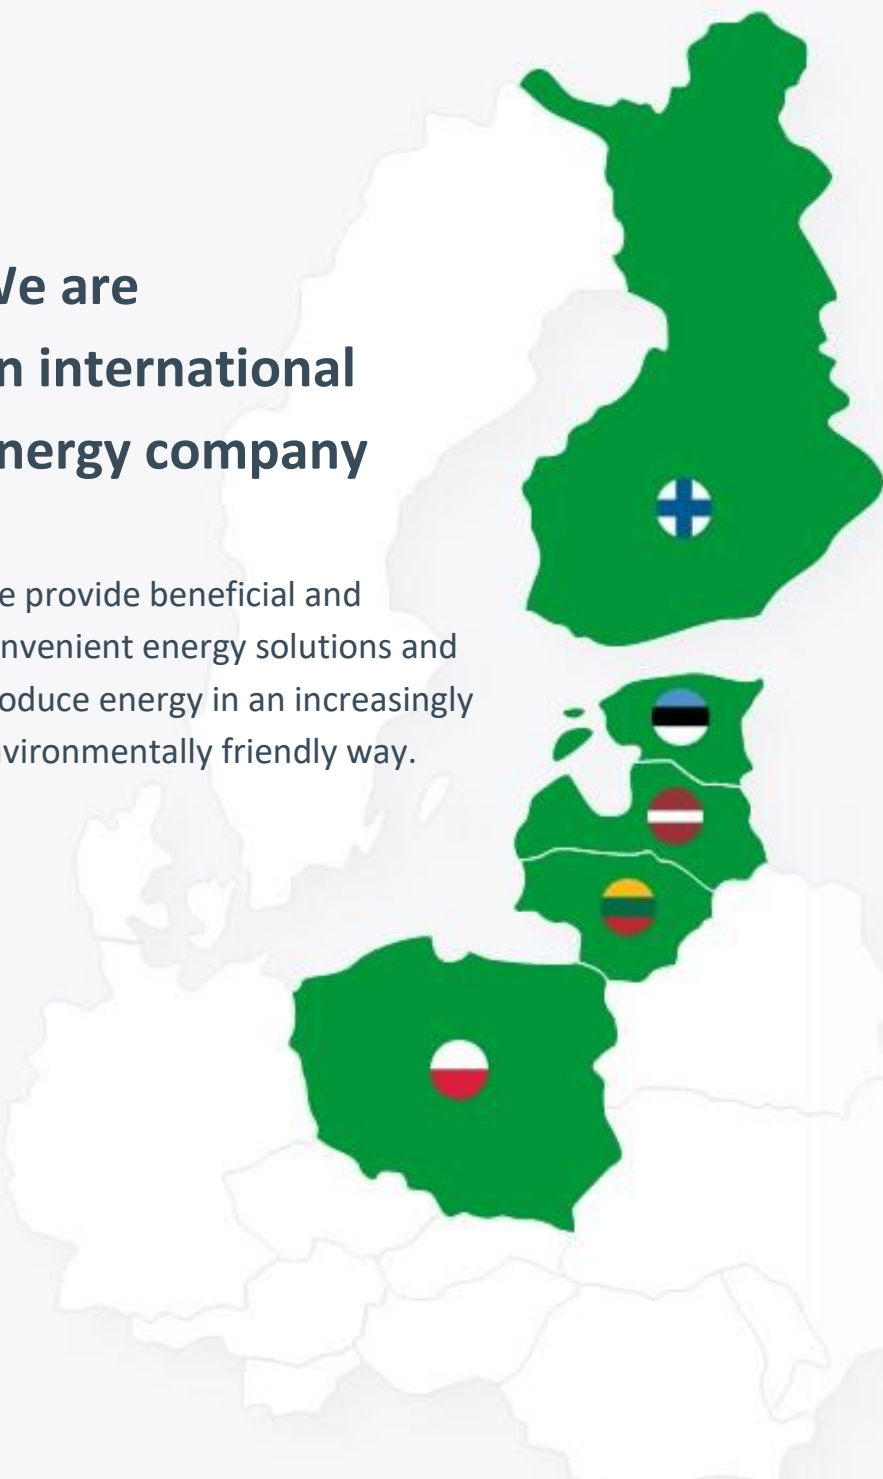 We are
n international
nergy company
e provide beneficial and
nvenient energy solutions and
oduce energy in an increasingly
vironmentally friendly way.